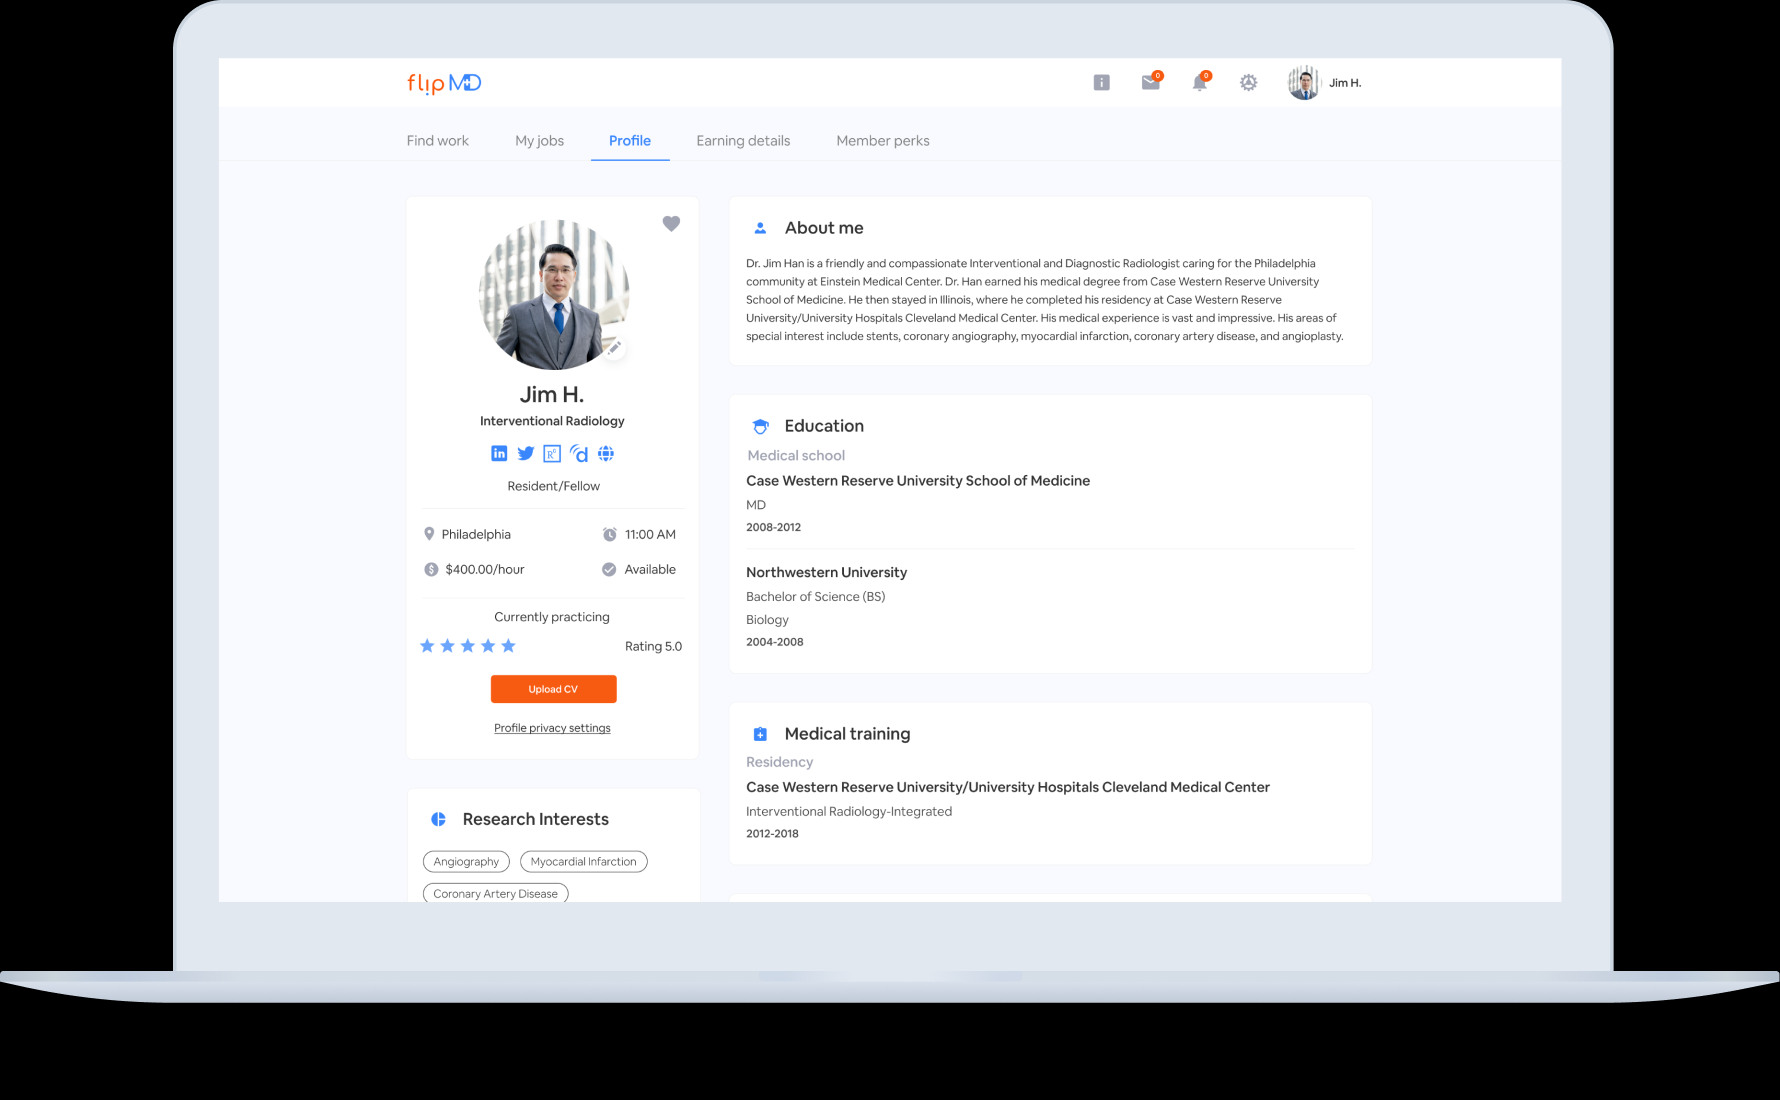 flip MD
0
0
Jim H.
Find work
My jobs
Profile
Earning details
Member perks
Jim H.
Interventional Radiology
in
R^G
d
Resident/Fellow
Philadelphia
11:00 AM
$
$400.00/hour
Available
Currently practicing
Rating 5.0
Upload CV
Profile privacy settings
Research Interests
Angiography
Myocardial Infarction
Coronary Artery Disease
About me
Dr. Jim Han is a friendly and compassionate Interventional and Diagnostic Radiologist caring for the Philadelphia
community at Einstein Medical Center. Dr. Han earned his medical degree from Case Western Reserve University
School of Medicine. He then stayed in Illinois, where he completed his residency at Case Western Reserve
University/University Hospitals Cleveland Medical Center. His medical experience is vast and impressive. His areas of
special interest include stents, coronary angiography, myocardial infarction, coronary artery disease, and angioplasty.
Education
Medical school
Case Western Reserve University School of Medicine
MD
2008-2012
Northwestern University
Bachelor of Science (BS)
Biology
2004-2008
Medical training
Residency
Case Western Reserve University/University Hospitals Cleveland Medical Center
Interventional Radiology-Integrated
2012-2018